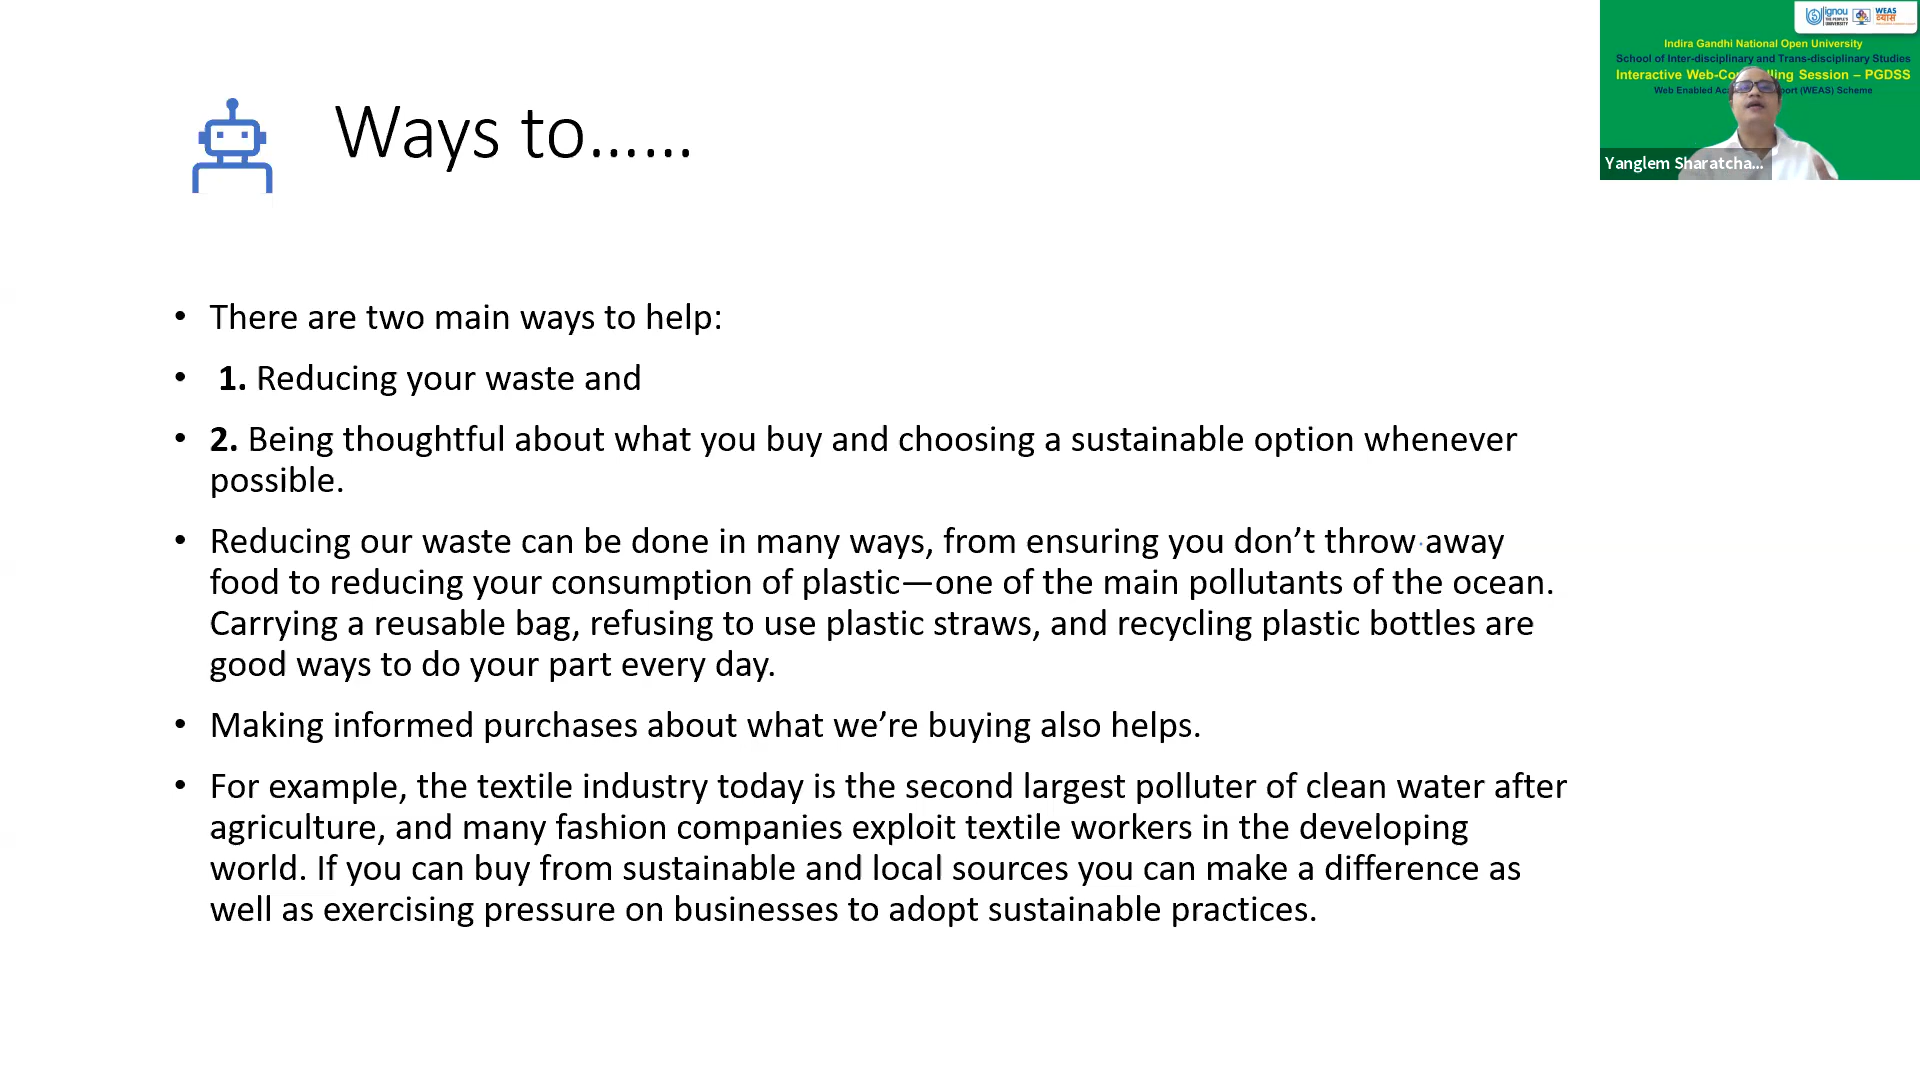 ignou
THE PEOPLE'S
UNIVERSITY
WEAS
व्यास
Indira Gandhi National Open University
School of Inter-disciplinary and Trans-disciplinary Studies
Interactive Web-Co lling Session – PGDSS
Web Enabled Ac port (WEAS) Scheme
Yanglem Sharatcha...
Ways to......
• There are two main ways to help:
• 1. Reducing your waste and
• 2. Being thoughtful about what you buy and choosing a sustainable option whenever
possible.
• Reducing our waste can be done in many ways, from ensuring you don’t throw away
food to reducing your consumption of plastic—one of the main pollutants of the ocean.
Carrying a reusable bag, refusing to use plastic straws, and recycling plastic bottles are
good ways to do your part every day.
• Making informed purchases about what we’re buying also helps.
• For example, the textile industry today is the second largest polluter of clean water after
agriculture, and many fashion companies exploit textile workers in the developing
world. If you can buy from sustainable and local sources you can make a difference as
well as exercising pressure on businesses to adopt sustainable practices.